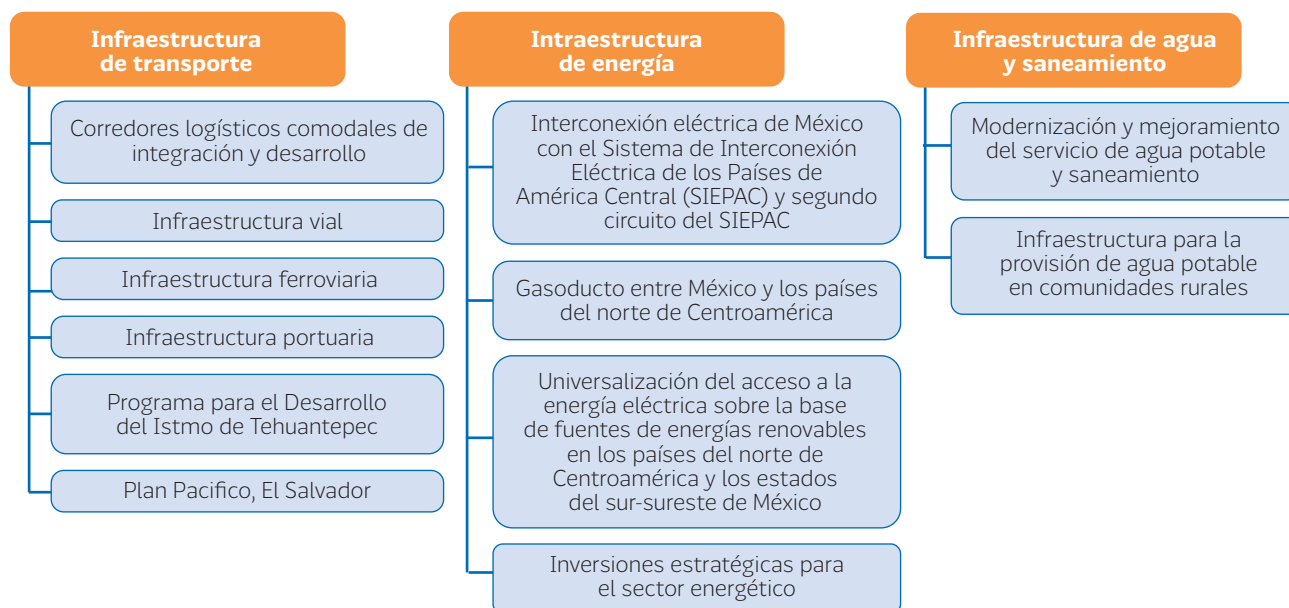 Infraestructura
de transporte
Corredores logísticos comodales de
integración y desarrollo
Infraestructura vial
Infraestructura ferroviaria
Infraestructura portuaria
Programa para el Desarrollo
del Istmo de Tehuantepec
Plan Pacifico, El Salvador
Intraestructura
de energía
Interconexión eléctrica de México
con el Sistema de Interconexión
Eléctrica de los Países de
América Central (SIEPAC) y segundo
circuito del SIEPAC
Gasoducto entre México y los países
del norte de Centroamérica
Universalización del acceso a la
energía eléctrica sobre la base
de fuentes de energías renovables
en los países del norte de
Centroamérica y los estados
del sur-sureste de México
Inversiones estratégicas para
el sector energético
Infraestructura de agua
y saneamiento
Modernización y mejoramiento
del servicio de agua potable
y saneamiento
Infraestructura para la
provisión de agua potable
en comunidades rurales